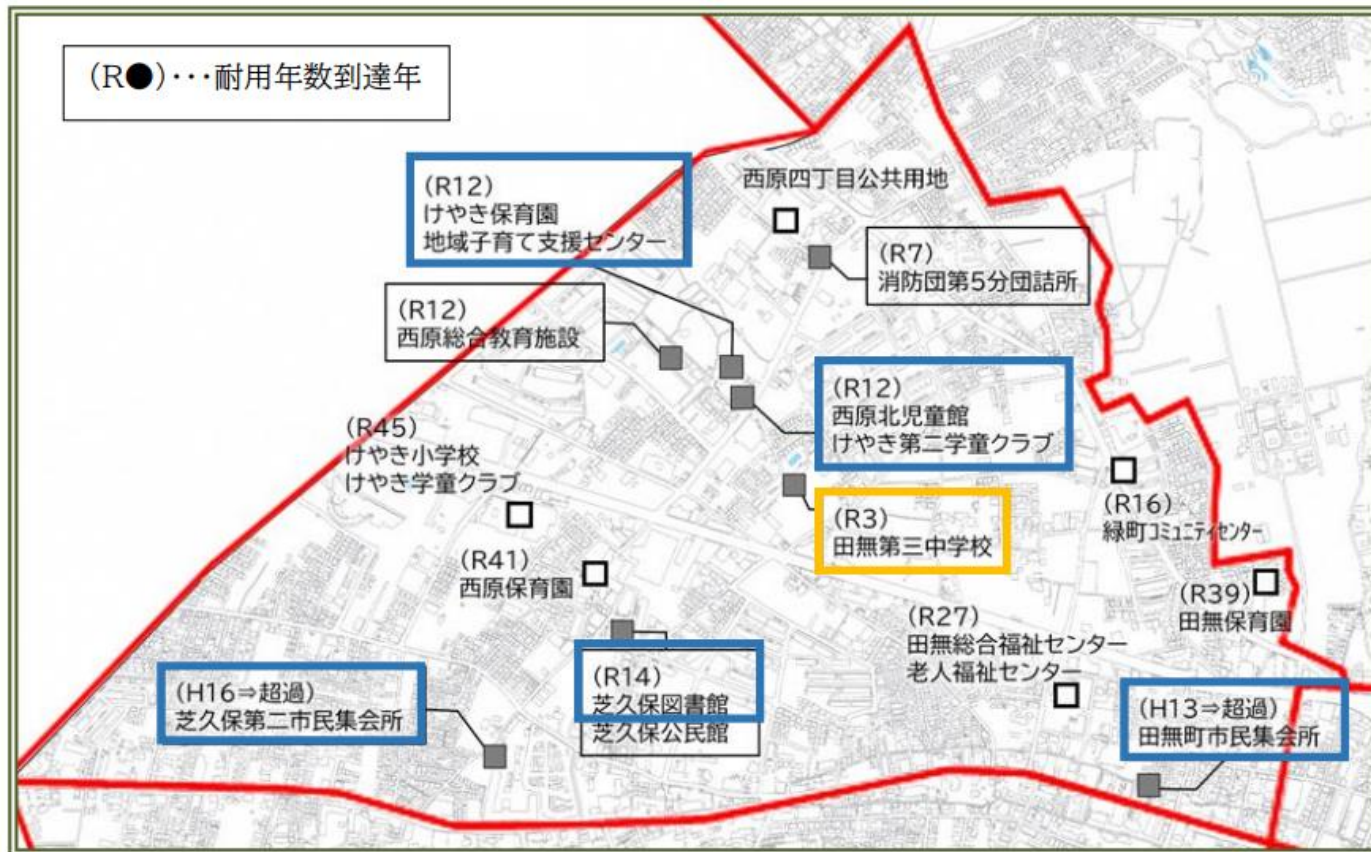 (R●)･･･耐用年数到達年
西原四丁目公共用地
(R12)
けやき保育園
地域子育て支援センター
(R7)
消防団第5分団詰所
(R12)
西原総合教育施設
(R12)
西原北児童館
けやき第二学童クラブ
(R45)
けやき小学校
けやき学童クラブ
(R3)
田無第三中学校
(R16)
緑町コミュニティセンター
(R41)
西原保育園
(R39)
田無保育園
(R27)
田無総合福祉センター
老人福祉センター
(R14)
芝久保図書館
芝久保公民館
(H16⇒超過)
芝久保第二市民集会所
(H13⇒超過)
田無町市民集会所